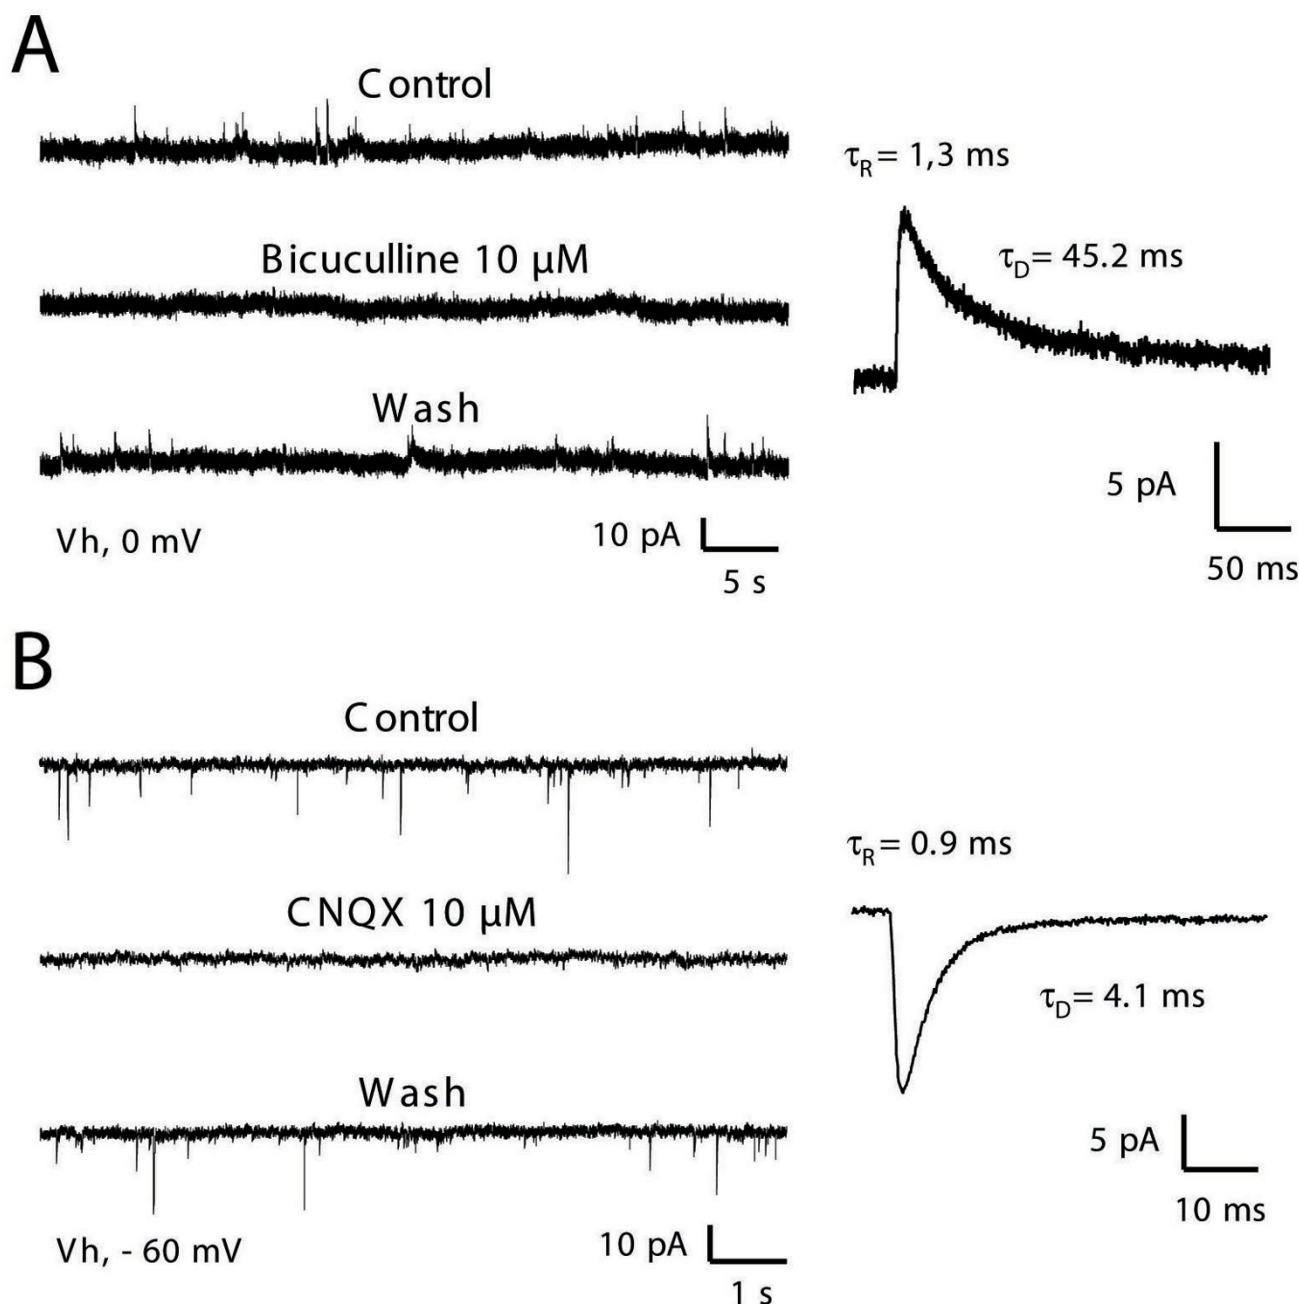 A
Control
τR = 1,3 ms
Bicuculline 10 µM
τD = 45.2 ms
Wash
5 pA
Vh, 0 mV
10 pA
5 s
50 ms
B
Control
τR = 0.9 ms
CNQX 10 µM
τD = 4.1 ms
Wash
5 pA
10 ms
Vh, - 60 mV
10 pA
1 s